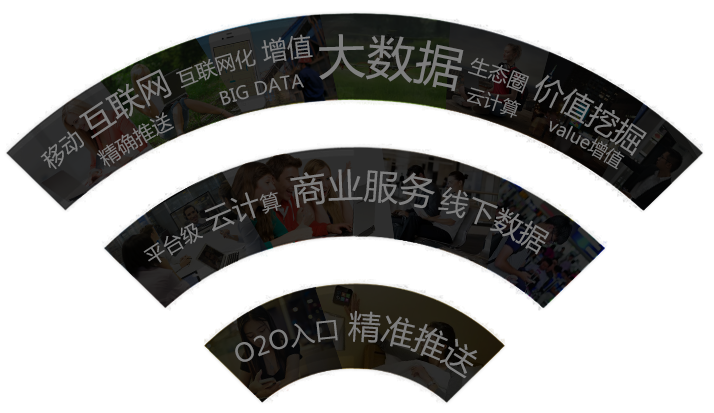 移动 互联网 互联网化 增值 大数据 生态圈 价值挖掘
精确推送 BIG DATA 云计算 value增值
平台级 云计算 商业服务 线下数据
O2O入口 精准推送